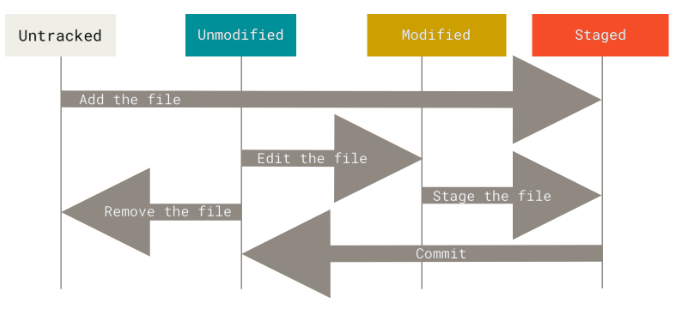 Untracked
Unmodified
Modified
Staged
Add the file
Edit the file
Stage the file
Remove the file
Commit